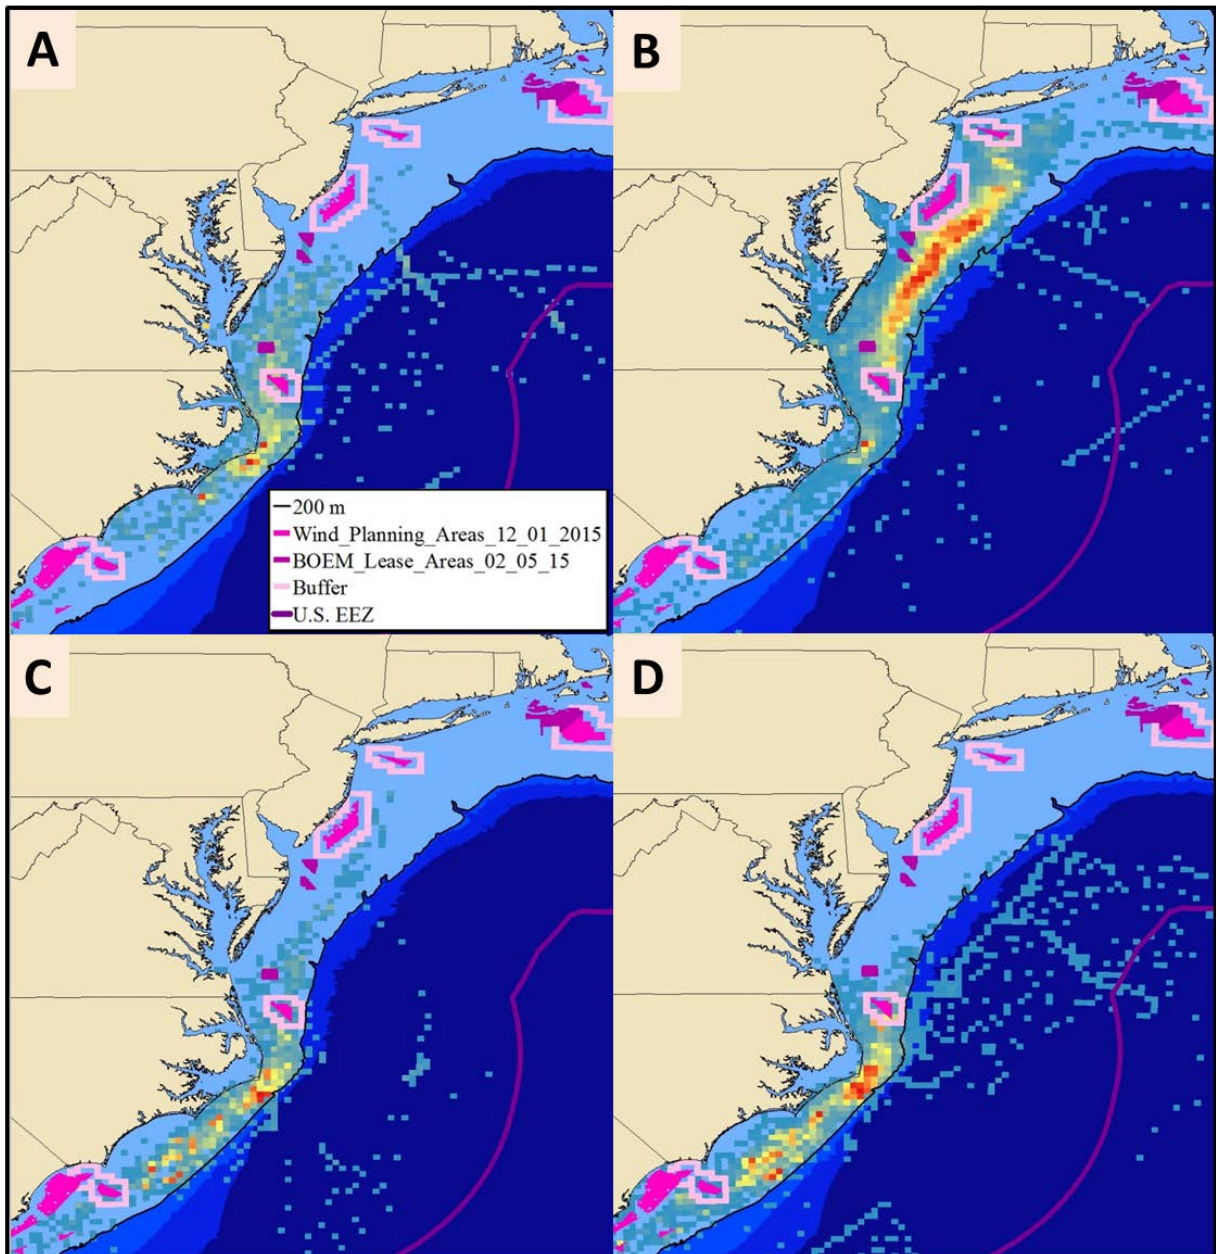 A
B
200 m
Wind_Planning_Areas_12_01_2015
BOEM_Lease_Areas_02_05_15
Buffer
U.S. EEZ
C
D